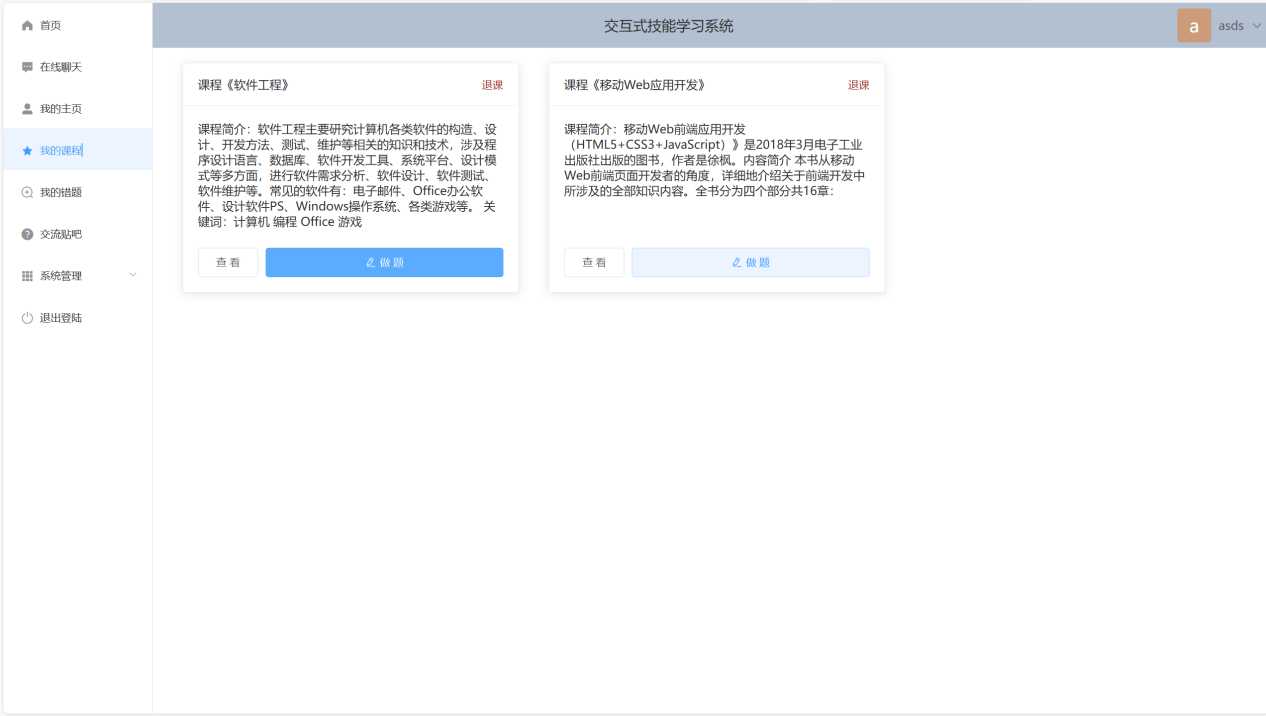 交互式技能学习系统
a
asds
首页
在线聊天
我的主页
我的课程
我的错题
交流贴吧
系统管理
退出登陆
课程《软件工程》
退课
课程简介：软件工程主要研究计算机各类软件的构造、设
计、开发方法、测试、维护等相关的知识和技术，涉及程
序设计语言、数据库、软件开发工具、系统平台、设计模
式等多方面，进行软件需求分析、软件设计、软件测试、
软件维护等。常见的软件有：电子邮件、Office办公软
件、设计软件PS、Windows操作系统、各类游戏等。 关
键词：计算机 编程 Office 游戏
查 看
做 题
课程《移动Web应用开发》
退课
课程简介：移动Web前端应用开发
（HTML5+CSS3+JavaScript）》是2018年3月电子工业
出版社出版的图书，作者是徐枫。内容简介 本书从移动
Web前端页面开发者的角度，详细地介绍关于前端开发中
所涉及的全部知识内容。全书分为四个部分共16章：
查 看
做 题